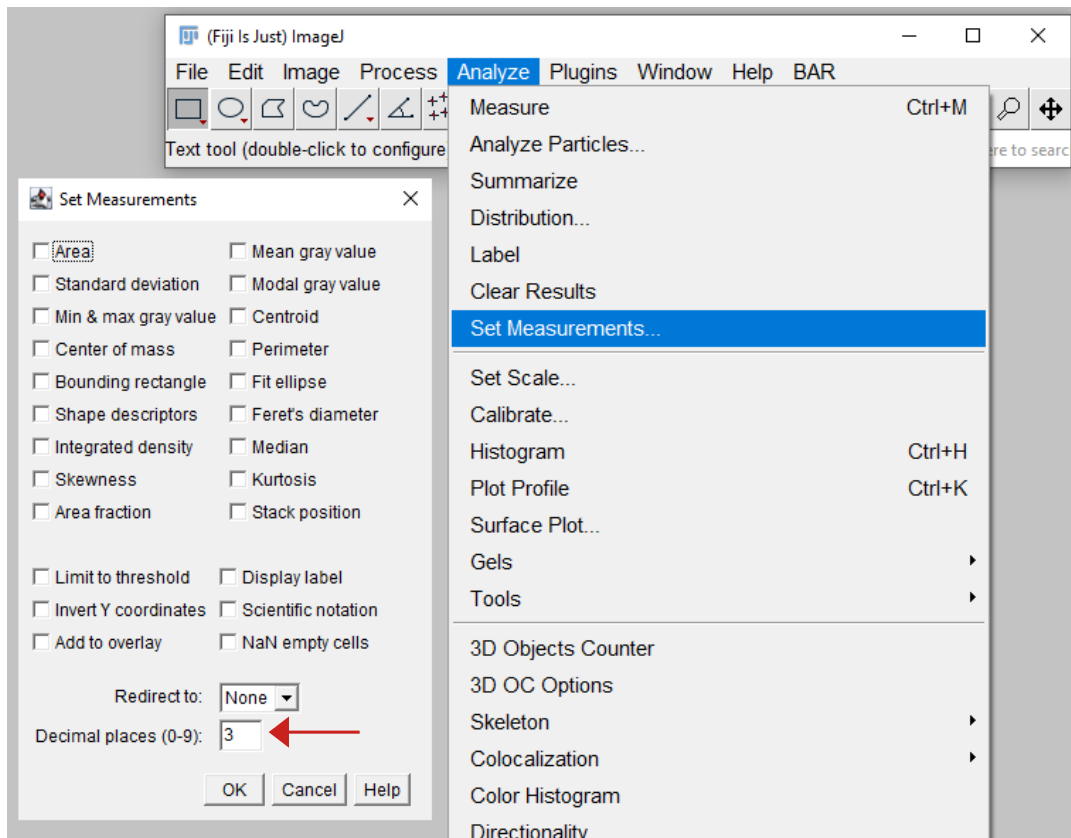 (Fiji Is Just) ImageJ
File Edit Image Process Analyze Plugins Window Help BAR
Text tool (double-click to configure
ere to searc
Measure Ctrl+M
Analyze Particles...
Summarize
Distribution...
Label
Clear Results
Set Measurements...
Set Scale...
Calibrate...
Histogram Ctrl+H
Plot Profile Ctrl+K
Surface Plot...
Gels
Tools
3D Objects Counter
3D OC Options
Skeleton
Colocalization
Color Histogram
Directionality
Set Measurements
Area Mean gray value
Standard deviation Modal gray value
Min & max gray value Centroid
Center of mass Perimeter
Bounding rectangle Fit ellipse
Shape descriptors Feret's diameter
Integrated density Median
Skewness Kurtosis
Area fraction Stack position
Limit to threshold Display label
Invert Y coordinates Scientific notation
Add to overlay NaN empty cells
Redirect to: None
Decimal places (0-9): 3
OK Cancel Help